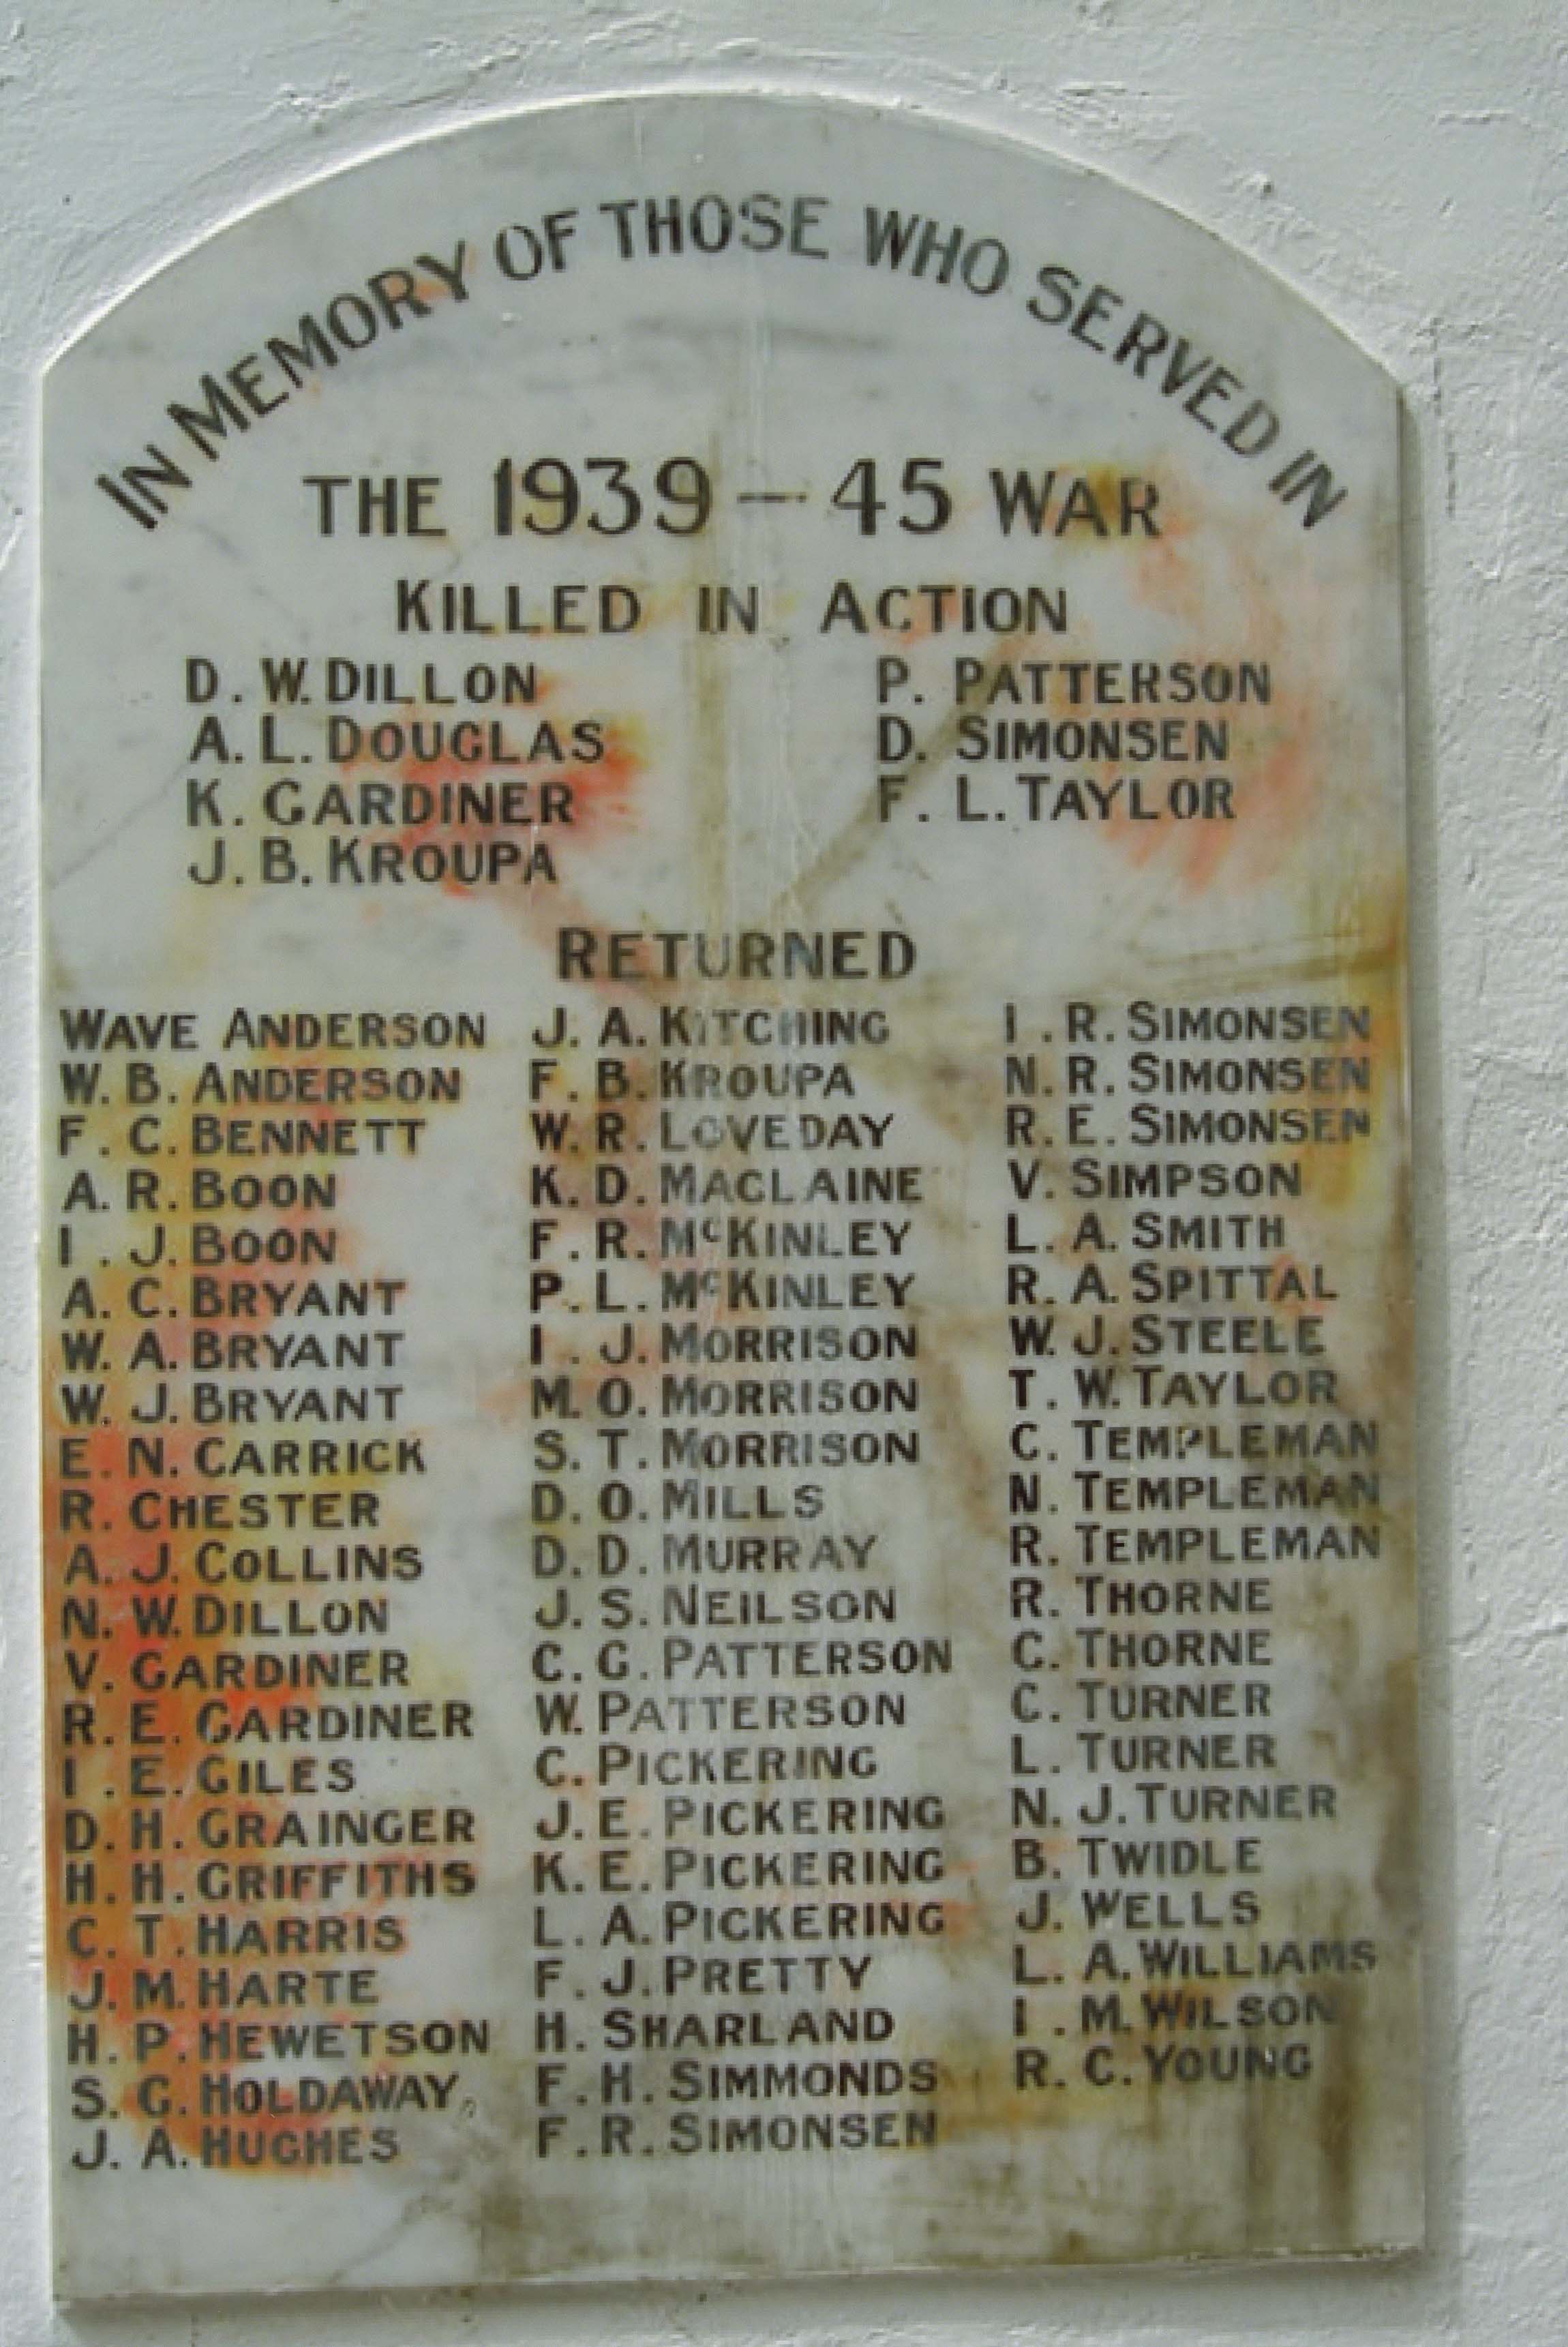 IN MEMORY OF THOSE WHO SERVED IN
THE 1939 – 45 WAR
KILLED IN ACTION
D. W. DILLON
A. L. DOUGLAS
K. GARDINER
J. B. KROUPA
P. PATTERSON
D. SIMONSEN
F. L. TAYLOR
RETURNED
WAVE ANDERSON
W. B. ANDERSON
F. C. BENNETT
A. R. BOON
I. J. BOON
A. C. BRYANT
W. A. BRYANT
W. J. BRYANT
E. N. CARRICK
R. CHESTER
A. J. COLLINS
N. W. DILLON
V. GARDINER
R. E. GARDINER
I. E. GILES
D. H. GRAINGER
H. H. GRIFFITHS
C. T. HARRIS
J. M. HARTE
H. P. HEWETSON
S. G. HOLDAWAY
J. A. HUGHES
J. A. KITCHING
F. B. KROUPA
W. R. LOVEDAY
K. D. MACLAINE
F. R. McKINLEY
P. L. McKINLEY
I. J. MORRISON
M. O. MORRISON
S. T. MORRISON
D. O. MILLS
D. D. MURRAY
J. S. NEILSON
C. G. PATTERSON
W. PATTERSON
C. PICKERING
J. E. PICKERING
K. E. PICKERING
L. A. PICKERING
F. J. PRETTY
H. SHARLAND
F. H. SIMMONDS
F. R. SIMONSEN
I. R. SIMONSEN
N. R. SIMONSEN
R. E. SIMONSEN
V. SIMPSON
L. A. SMITH
R. A. SPITTAL
W. J. STEELE
T. W. TAYLOR
C. TEMPLEMAN
N. TEMPLEMAN
R. TEMPLEMAN
R. THORNE
C. THORNE
C. TURNER
L. TURNER
N. J. TURNER
B. TWIDLE
J. WELLS
L. A. WILLIAMS
I. M. WILSON
R. C. YOUNG